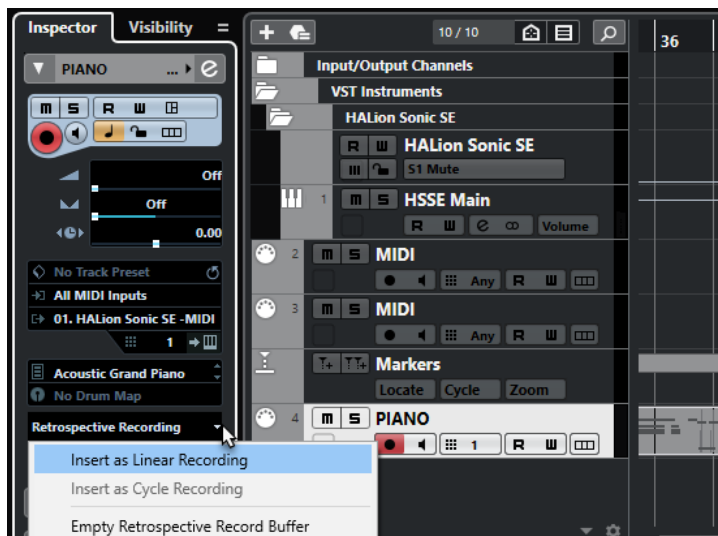 Inspector
Visibility
PIANO ...
m S R W
Off
Off
0.00
No Track Preset
All MIDI Inputs
01. HALion Sonic SE -MIDI
1
Acoustic Grand Piano
No Drum Map
Retrospective Recording
Insert as Linear Recording
Insert as Cycle Recording
Empty Retrospective Record Buffer
10 / 10
36
Input/Output Channels
VST Instruments
HALion Sonic SE
R W HALion Sonic SE
S1 Mute
1 m S HSSE Main
R W e Volume
2 m S MIDI
Any R W
3 m S MIDI
Any R W
Markers
Locate Cycle Zoom
4 m S PIANO
1 R W